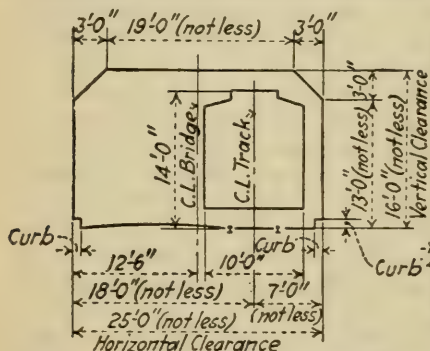 3'-0" 19'-0" (not less) 3'-0"
14'-0"
C.L. Bridge
C.L. Track
3'-0"
13'-0" (not less)
16'-0" (not less)
Vertical Clearance
Curb
Curb
Curb
12'-6" 10'-0"
18'-0" (not less) 7'-0"
(not less)
25'-0" (not less)
Horizontal Clearance